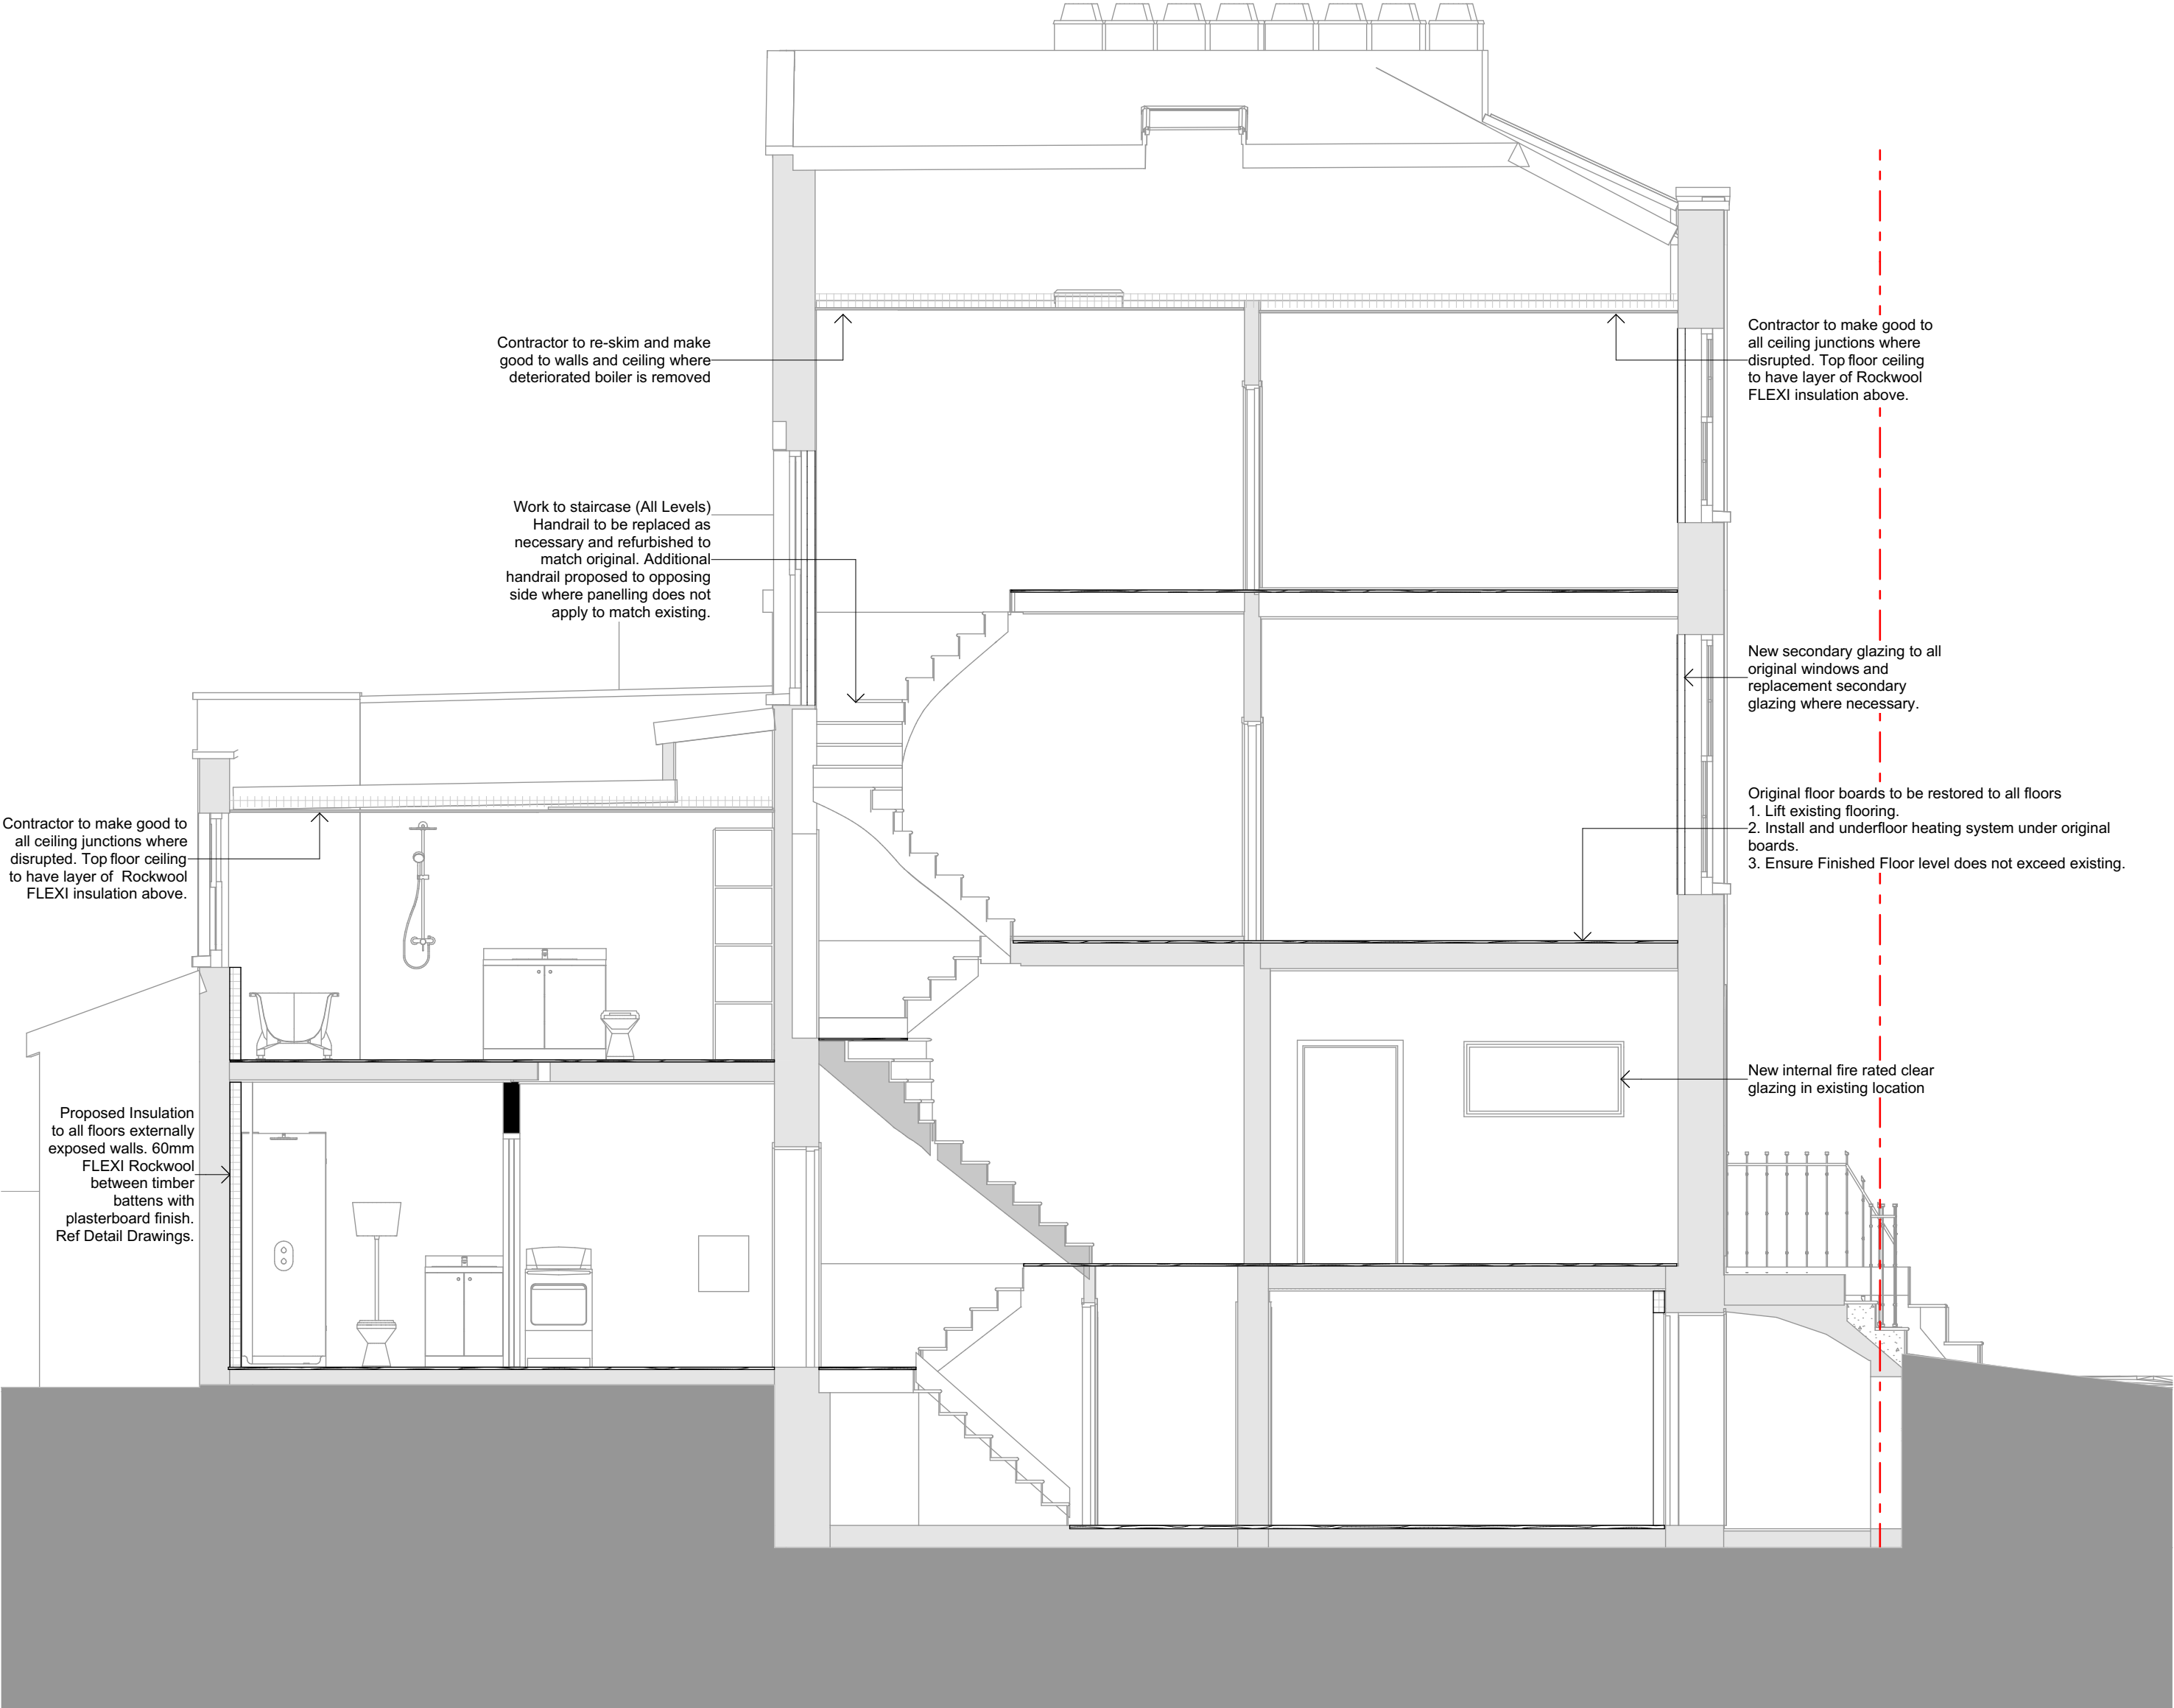 Contractor to re-skim and make
good to walls and ceiling where
deteriorated boiler is removed
Contractor to make good to
all ceiling junctions where
disrupted. Top floor ceiling
to have layer of Rockwool
FLEXI insulation above.
Work to staircase (All Levels)
Handrail to be replaced as
necessary and refurbished to
match original. Additional
handrail proposed to opposing
side where panelling does not
apply to match existing.
New secondary glazing to all
original windows and
replacement secondary
glazing where necessary.
Original floor boards to be restored to all floors
1. Lift existing flooring.
2. Install and underfloor heating system under original
boards.
3. Ensure Finished Floor level does not exceed existing.
Contractor to make good to
all ceiling junctions where
disrupted. Top floor ceiling
to have layer of Rockwool
FLEXI insulation above.
New internal fire rated clear
glazing in existing location
Proposed Insulation
to all floors externally
exposed walls. 60mm
FLEXI Rockwool
between timber
battens with
plasterboard finish.
Ref Detail Drawings.